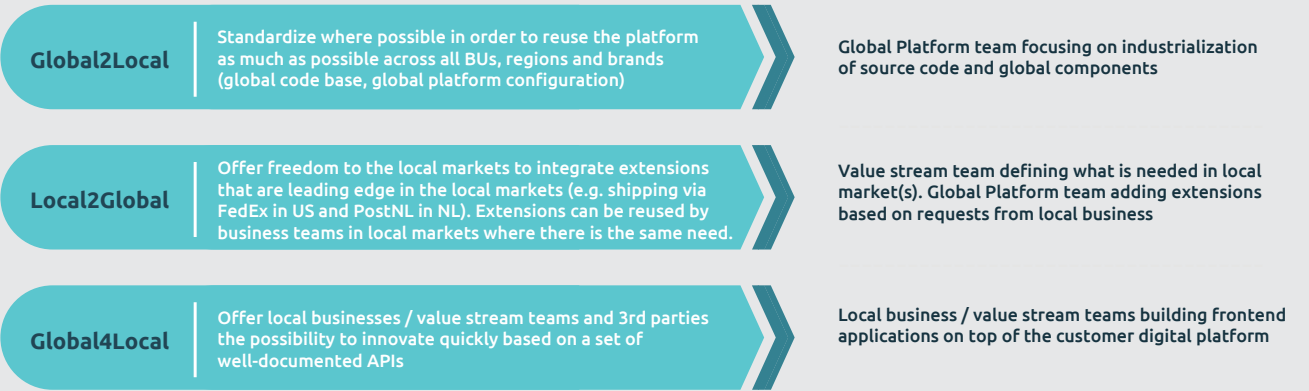 Global2Local
Standardize where possible in order to reuse the platform
as much as possible across all BUs, regions and brands
(global code base, global platform configuration)
Global Platform team focusing on industrialization
of source code and global components
Local2Global
Offer freedom to the local markets to integrate extensions
that are leading edge in the local markets (e.g. shipping via
FedEx in US and PostNL in NL). Extensions can be reused by
business teams in local markets where there is the same need.
Value stream team defining what is needed in local
market(s). Global Platform team adding extensions
based on requests from local business
Global4Local
Offer local businesses / value stream teams and 3rd parties
the possibility to innovate quickly based on a set of
well-documented APIs
Local business / value stream teams building frontend
applications on top of the customer digital platform